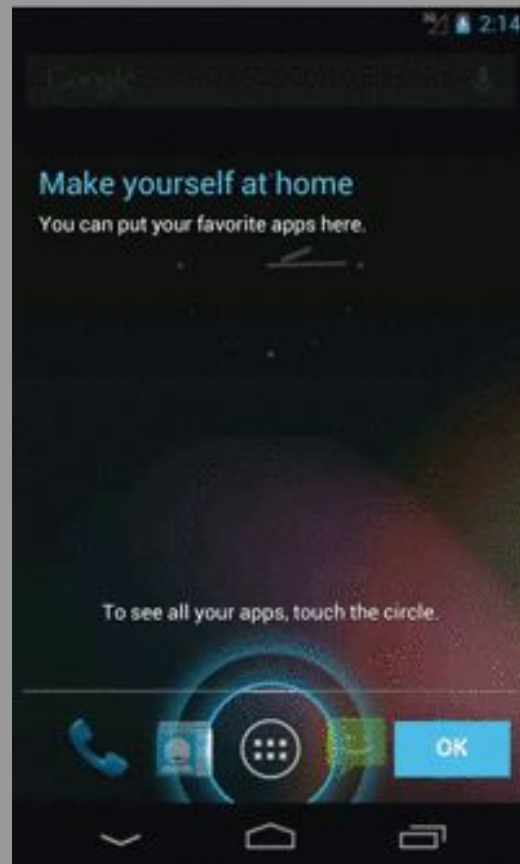 2:14
Google
Make yourself at home
You can put your favorite apps here.
To see all your apps, touch the circle.
OK